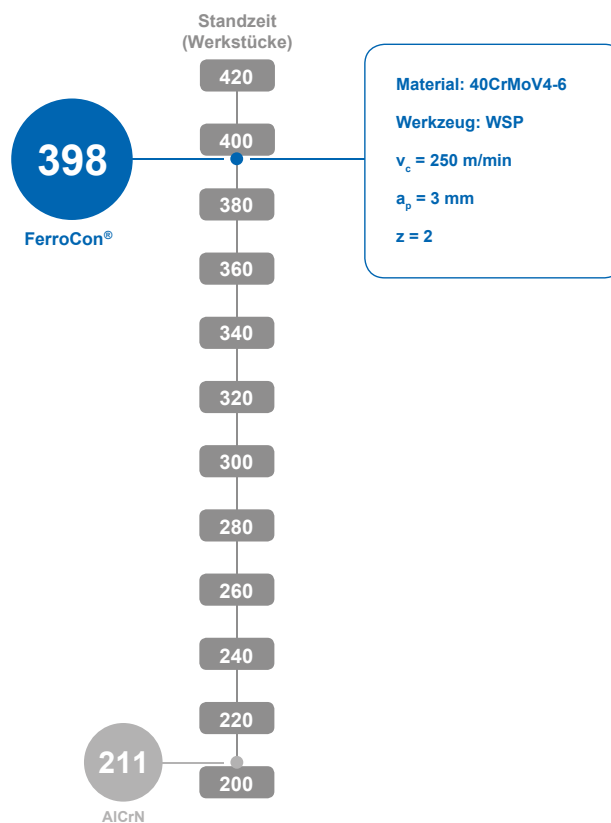 Standzeit
(Werkstücke)
420
400
398
FerroCon®
380
360
340
320
300
280
260
240
220
211
AlCrN
200
Material: 40CrMoV4-6
Werkzeug: WSP
v_c = 250 m/min
a_p = 3 mm
z = 2